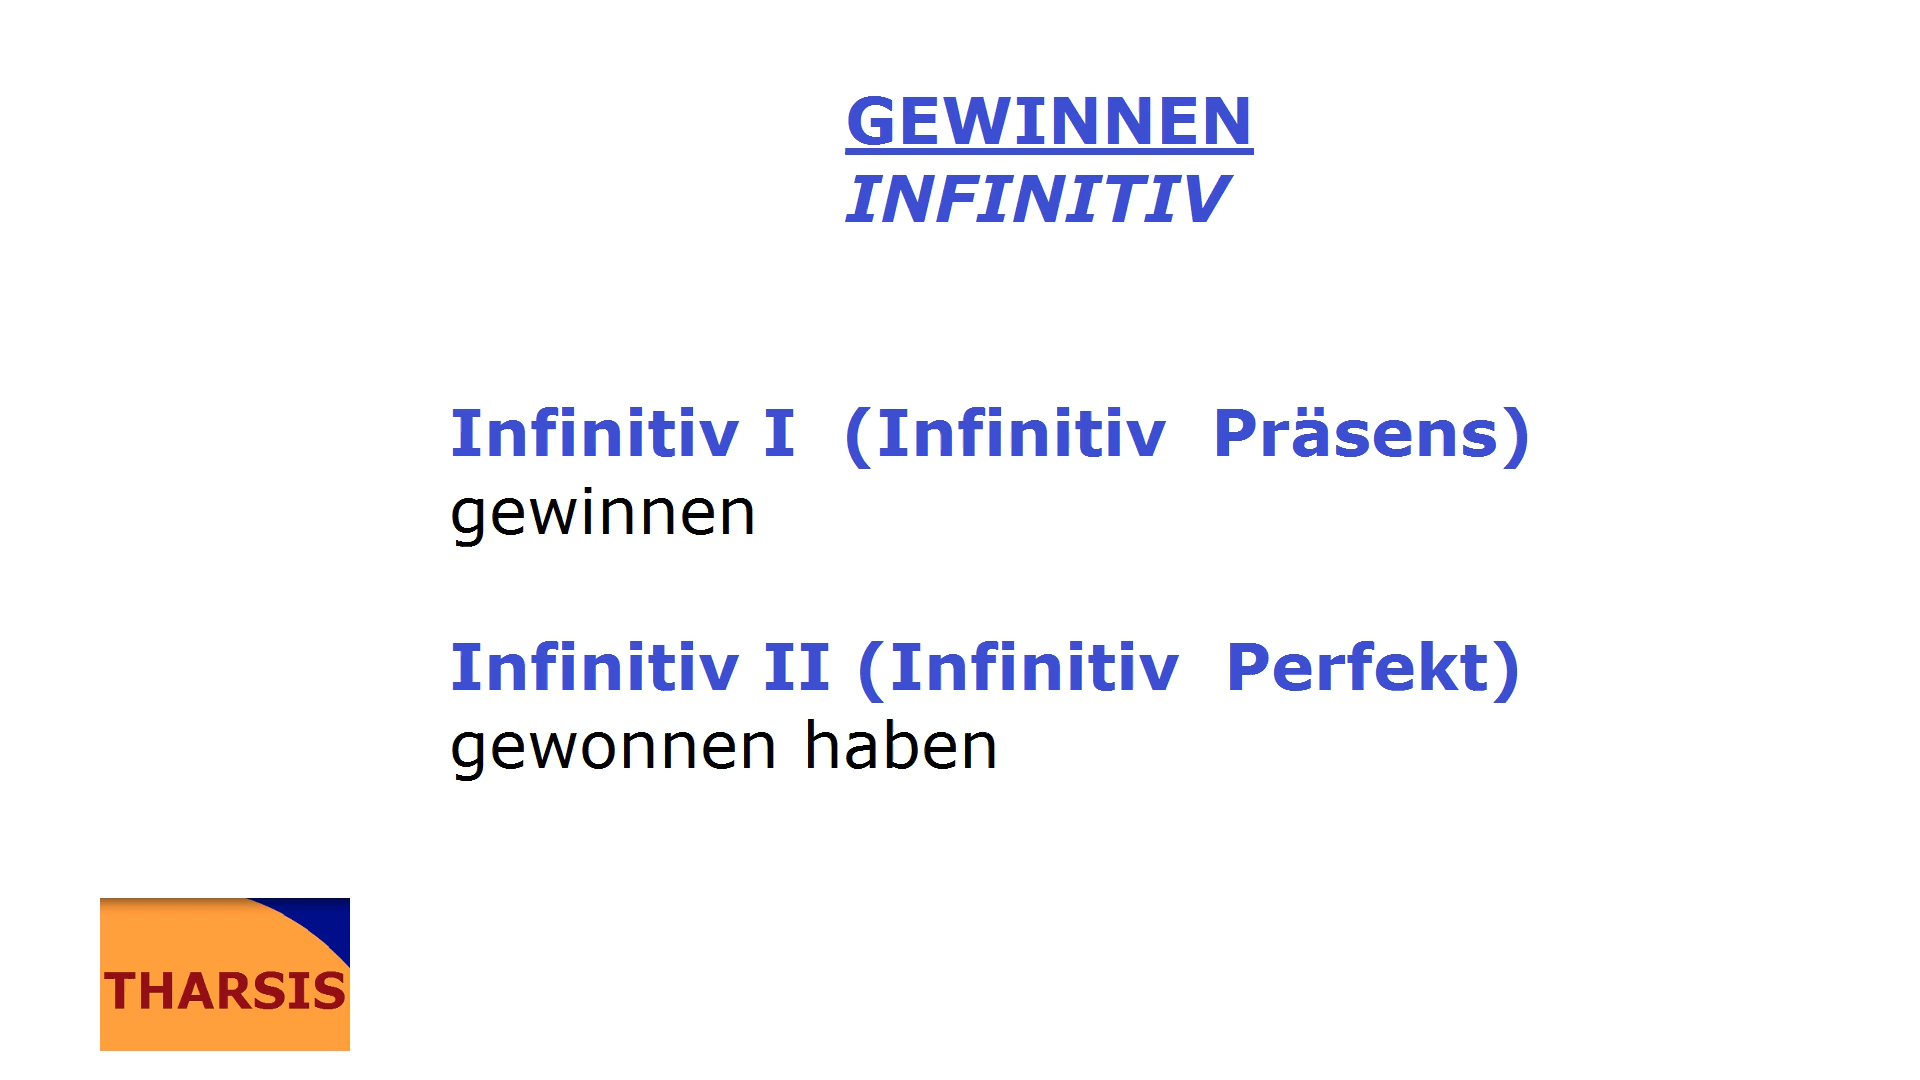 GEWINNEN
INFINITIV
Infinitiv I  (Infinitiv  Präsens)
gewinnen
Infinitiv II (Infinitiv  Perfekt)
gewonnen haben
THARSIS